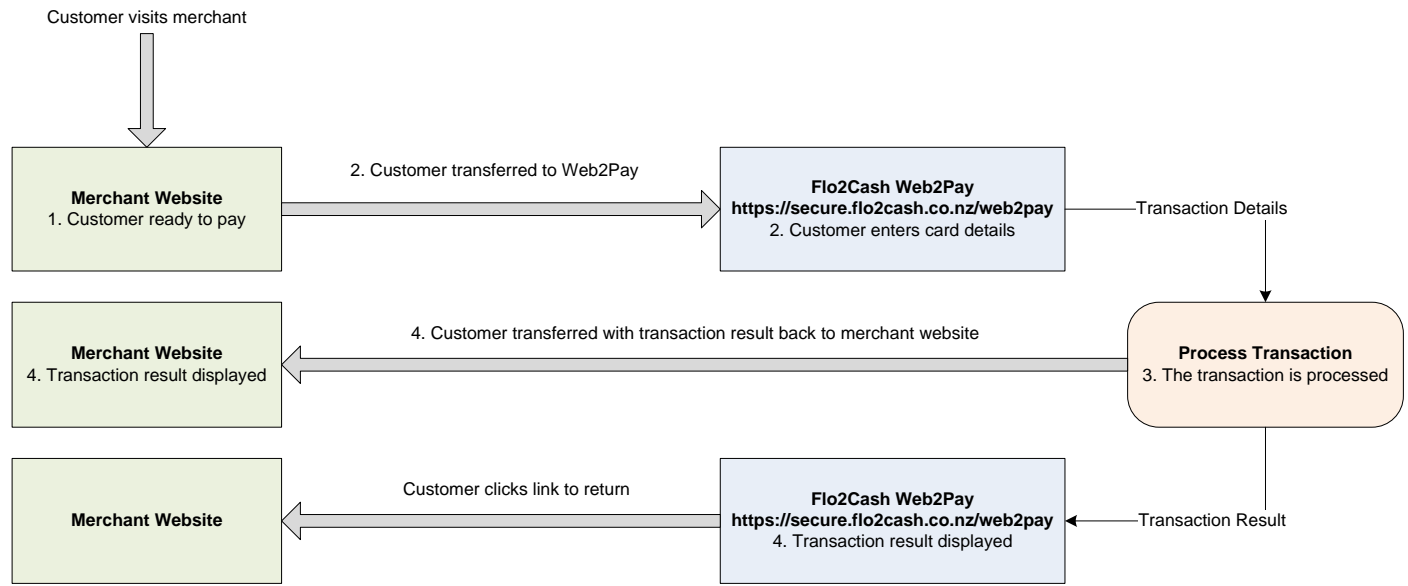 Customer visits merchant
Merchant Website
1. Customer ready to pay
2. Customer transferred to Web2Pay
Flo2Cash Web2Pay
https://secure.flo2cash.co.nz/web2pay
2. Customer enters card details
Transaction Details
Merchant Website
4. Transaction result displayed
4. Customer transferred with transaction result back to merchant website
Process Transaction
3. The transaction is processed
Merchant Website
Customer clicks link to return
Flo2Cash Web2Pay
https://secure.flo2cash.co.nz/web2pay
4. Transaction result displayed
Transaction Result